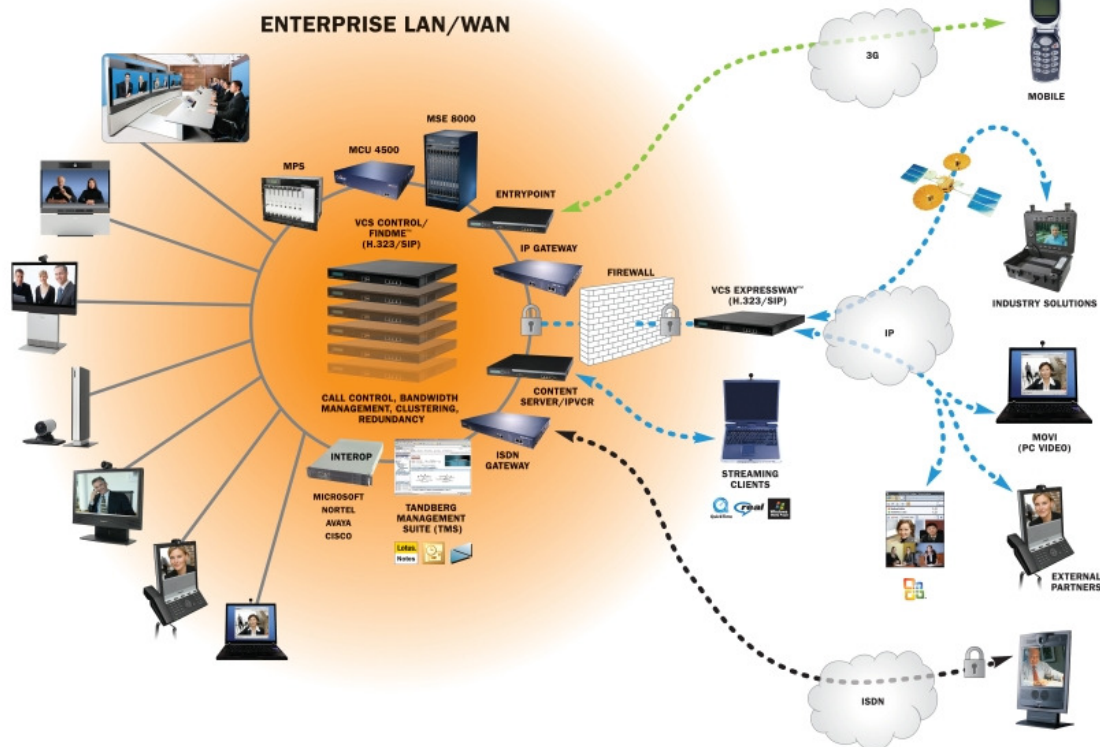 ENTERPRISE LAN/WAN
3G
MOBILE
MSE 8000
MCU 4500
MPS
ENTRYPOINT
VCS CONTROL/
FINDME™
(H.323/SIP)
IP GATEWAY
FIREWALL
VCS EXPRESSWAY™
(H.323/SIP)
INDUSTRY SOLUTIONS
IP
CALL CONTROL, BANDWIDTH
MANAGEMENT, CLUSTERING,
REDUNDANCY
CONTENT
SERVER/IPVCR
MOVI
(PC VIDEO)
INTEROP
ISDN
GATEWAY
STREAMING
CLIENTS
QuickTime
real
Windows
MICROSOFT
NORTEL
AVAYA
CISCO
TANDBERG
MANAGEMENT
SUITE (TMS)
Lotus.
Notes
EXTERNAL
PARTNERS
ISDN